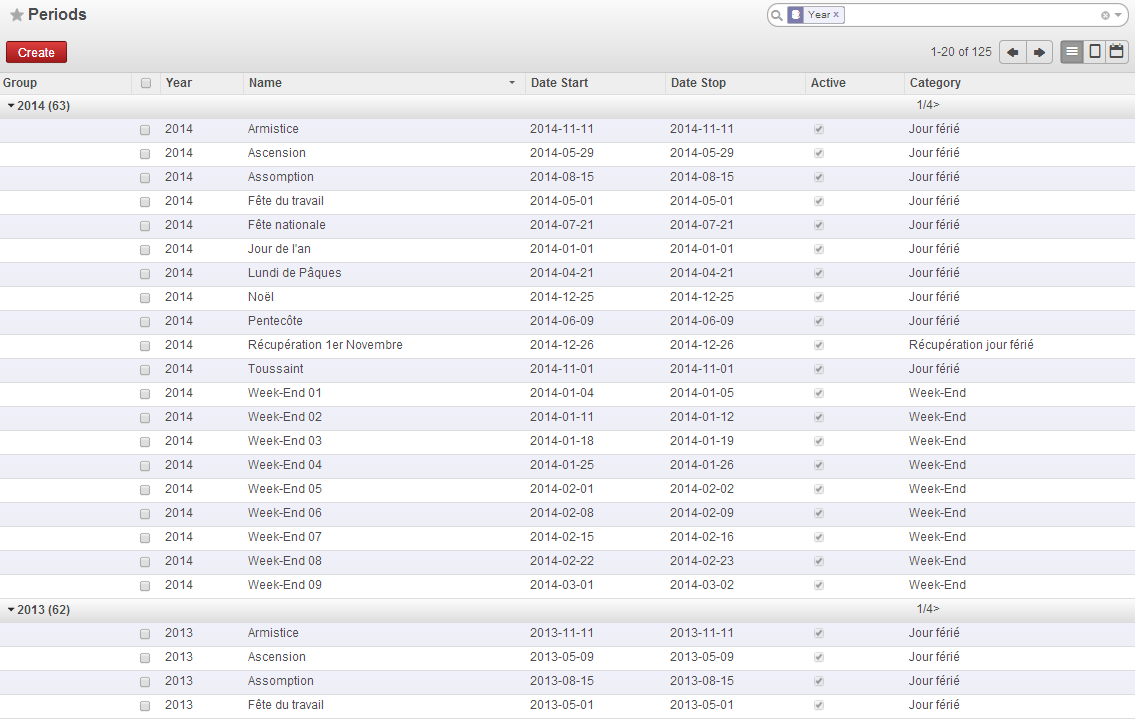 Periods
Year x
Create
1-20 of 125
Group Year Name Date Start Date Stop Active Category
2014 (63) 1/4>
2014 Armistice 2014-11-11 2014-11-11 Jour férié
2014 Ascension 2014-05-29 2014-05-29 Jour férié
2014 Assomption 2014-08-15 2014-08-15 Jour férié
2014 Fête du travail 2014-05-01 2014-05-01 Jour férié
2014 Fête nationale 2014-07-21 2014-07-21 Jour férié
2014 Jour de l'an 2014-01-01 2014-01-01 Jour férié
2014 Lundi de Pâques 2014-04-21 2014-04-21 Jour férié
2014 Noël 2014-12-25 2014-12-25 Jour férié
2014 Pentecôte 2014-06-09 2014-06-09 Jour férié
2014 Récupération 1er Novembre 2014-12-26 2014-12-26 Récupération jour férié
2014 Toussaint 2014-11-01 2014-11-01 Jour férié
2014 Week-End 01 2014-01-04 2014-01-05 Week-End
2014 Week-End 02 2014-01-11 2014-01-12 Week-End
2014 Week-End 03 2014-01-18 2014-01-19 Week-End
2014 Week-End 04 2014-01-25 2014-01-26 Week-End
2014 Week-End 05 2014-02-01 2014-02-02 Week-End
2014 Week-End 06 2014-02-08 2014-02-09 Week-End
2014 Week-End 07 2014-02-15 2014-02-16 Week-End
2014 Week-End 08 2014-02-22 2014-02-23 Week-End
2014 Week-End 09 2014-03-01 2014-03-02 Week-End
2013 (62) 1/4>
2013 Armistice 2013-11-11 2013-11-11 Jour férié
2013 Ascension 2013-05-09 2013-05-09 Jour férié
2013 Assomption 2013-08-15 2013-08-15 Jour férié
2013 Fête du travail 2013-05-01 2013-05-01 Jour férié